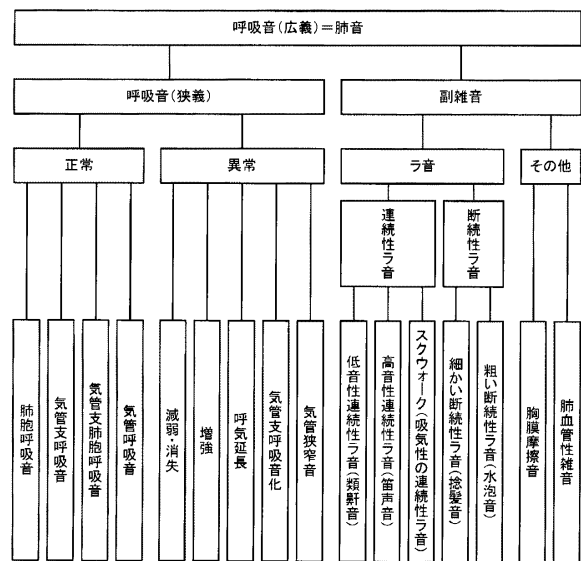 呼吸音(広義)＝肺音
呼吸音(狭義)
副雑音
正常
異常
ラ音
その他
連続性ラ音
断続性ラ音
肺胞呼吸音
気管支呼吸音
気管支肺胞呼吸音
気管呼吸音
減弱・消失
増強
呼気延長
気管支呼吸音化
気管狭窄音
低音性連続性ラ音(類鼾音)
高音性連続性ラ音(笛声音)
スクウォーク(吸気性の連続性ラ音)
細かい断続性ラ音(捻髪音)
粗い断続性ラ音(水泡音)
胸膜摩擦音
肺血管性雑音